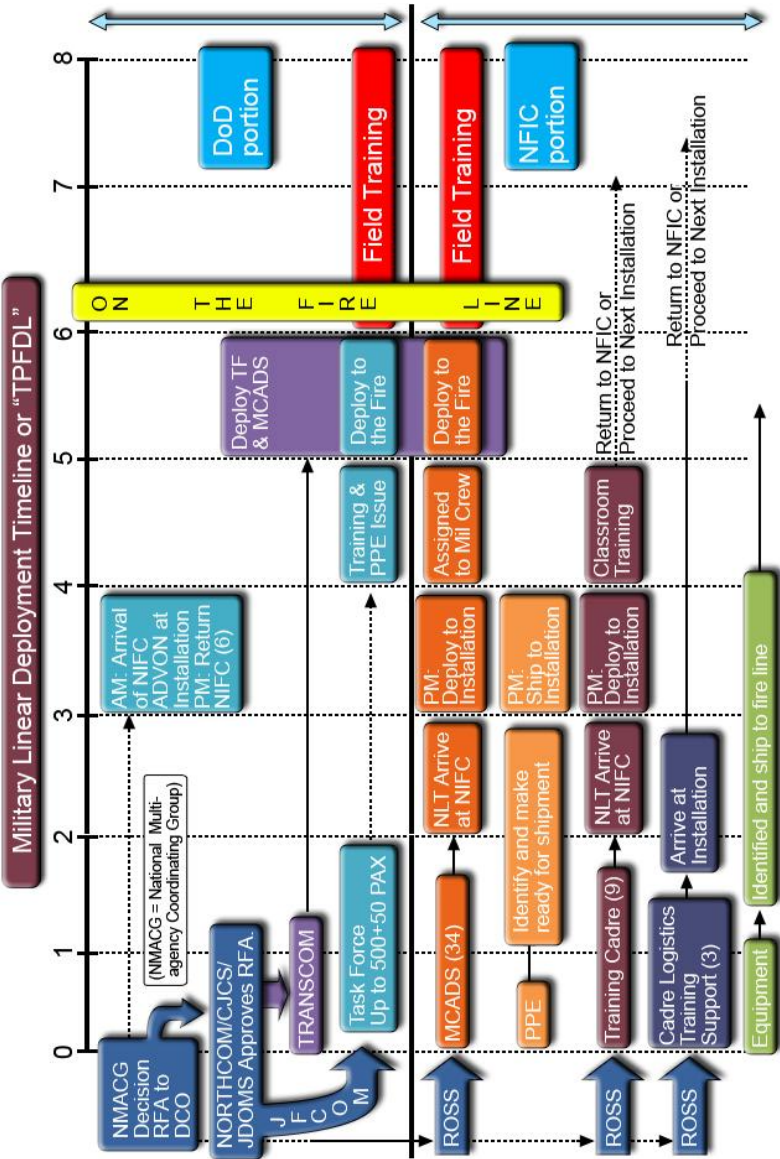 Military Linear Deployment Timeline or "TPFDL"
0
1
2
3
4
5
6
7
8
NMACG
Decision
RFA to
DCO
(NMACG = National Multi-
agency Coordinating Group)
AM: Arrival
of NIFC
ADVON at
Installation
PM: Return
NIFC (6)
NORTHCOM/CJCS/
JDOMS Approves RFA.
JFCOM
TRANSCOM
Deploy TF
& MCADS
Task Force
Up to 500+50 PAX
Training &
PPE Issue
Deploy to
the Fire
Field Training
DoD
portion
ON THE FIRE LINE
ROSS
MCADS (34)
NLT Arrive
at NIFC
PM:
Deploy to
Installation
Assigned
to Mil Crew
Deploy to
the Fire
Field Training
PPE
Identify and make
ready for shipment
PM:
Ship to
Installation
NFIC
portion
ROSS
Training Cadre (9)
NLT Arrive
at NIFC
PM:
Deploy to
Installation
Classroom
Training
Return to NFIC or
Proceed to Next Installation
ROSS
Cadre Logistics
Training
Support (3)
Arrive at
Installation
Return to NFIC or
Proceed to Next Installation
Equipment
Identified and ship to fire line